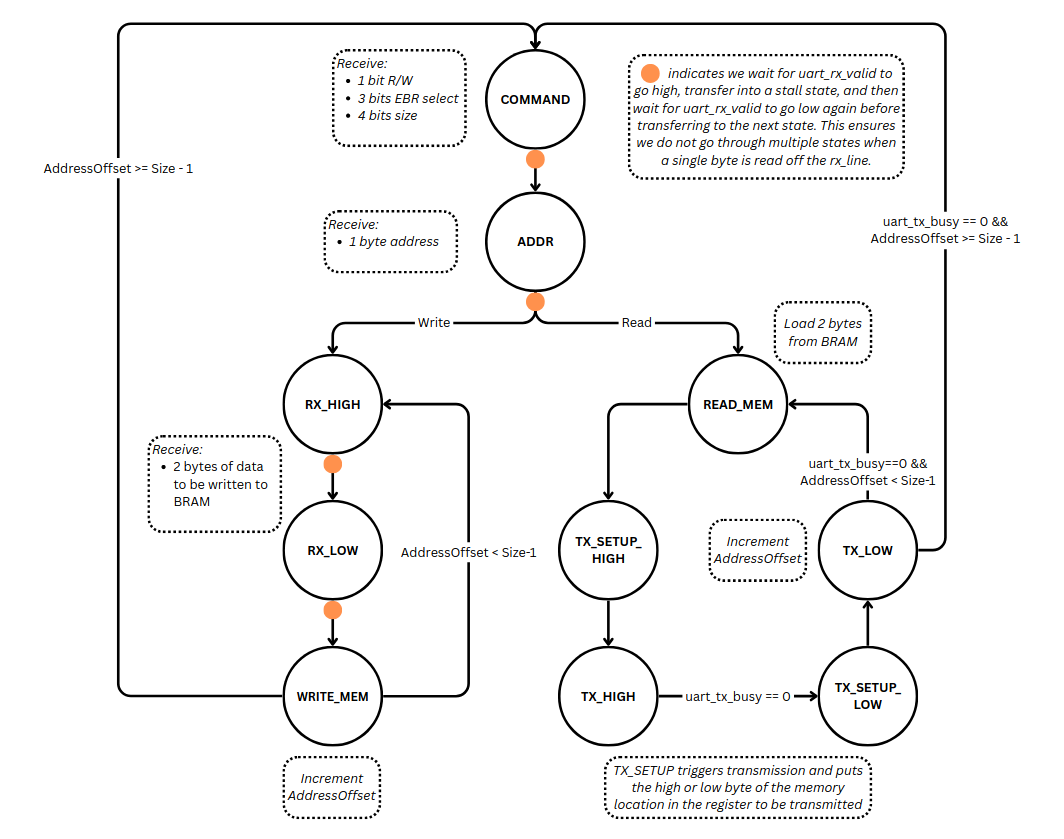 Receive:
• 1 bit R/W
• 3 bits EBR select
• 4 bits size
COMMAND
indicates we wait for uart_rx_valid to
go high, transfer into a stall state, and then
wait for uart_rx_valid to go low again before
transferring to the next state. This ensures
we do not go through multiple states when
a single byte is read off the rx_line.
AddressOffset >= Size - 1
uart_tx_busy == 0 &&
AddressOffset >= Size - 1
Receive:
• 1 byte address
ADDR
Write
Read
Load 2 bytes
from BRAM
RX_HIGH
READ_MEM
Receive:
• 2 bytes of data
to be written to
BRAM
uart_tx_busy==0 &&
AddressOffset < Size-1
RX_LOW
AddressOffset < Size-1
TX_SETUP_
HIGH
Increment
AddressOffset
TX_LOW
WRITE_MEM
TX_HIGH
uart_tx_busy == 0
TX_SETUP_
LOW
Increment
AddressOffset
TX_SETUP triggers transmission and puts
the high or low byte of the memory
location in the register to be transmitted